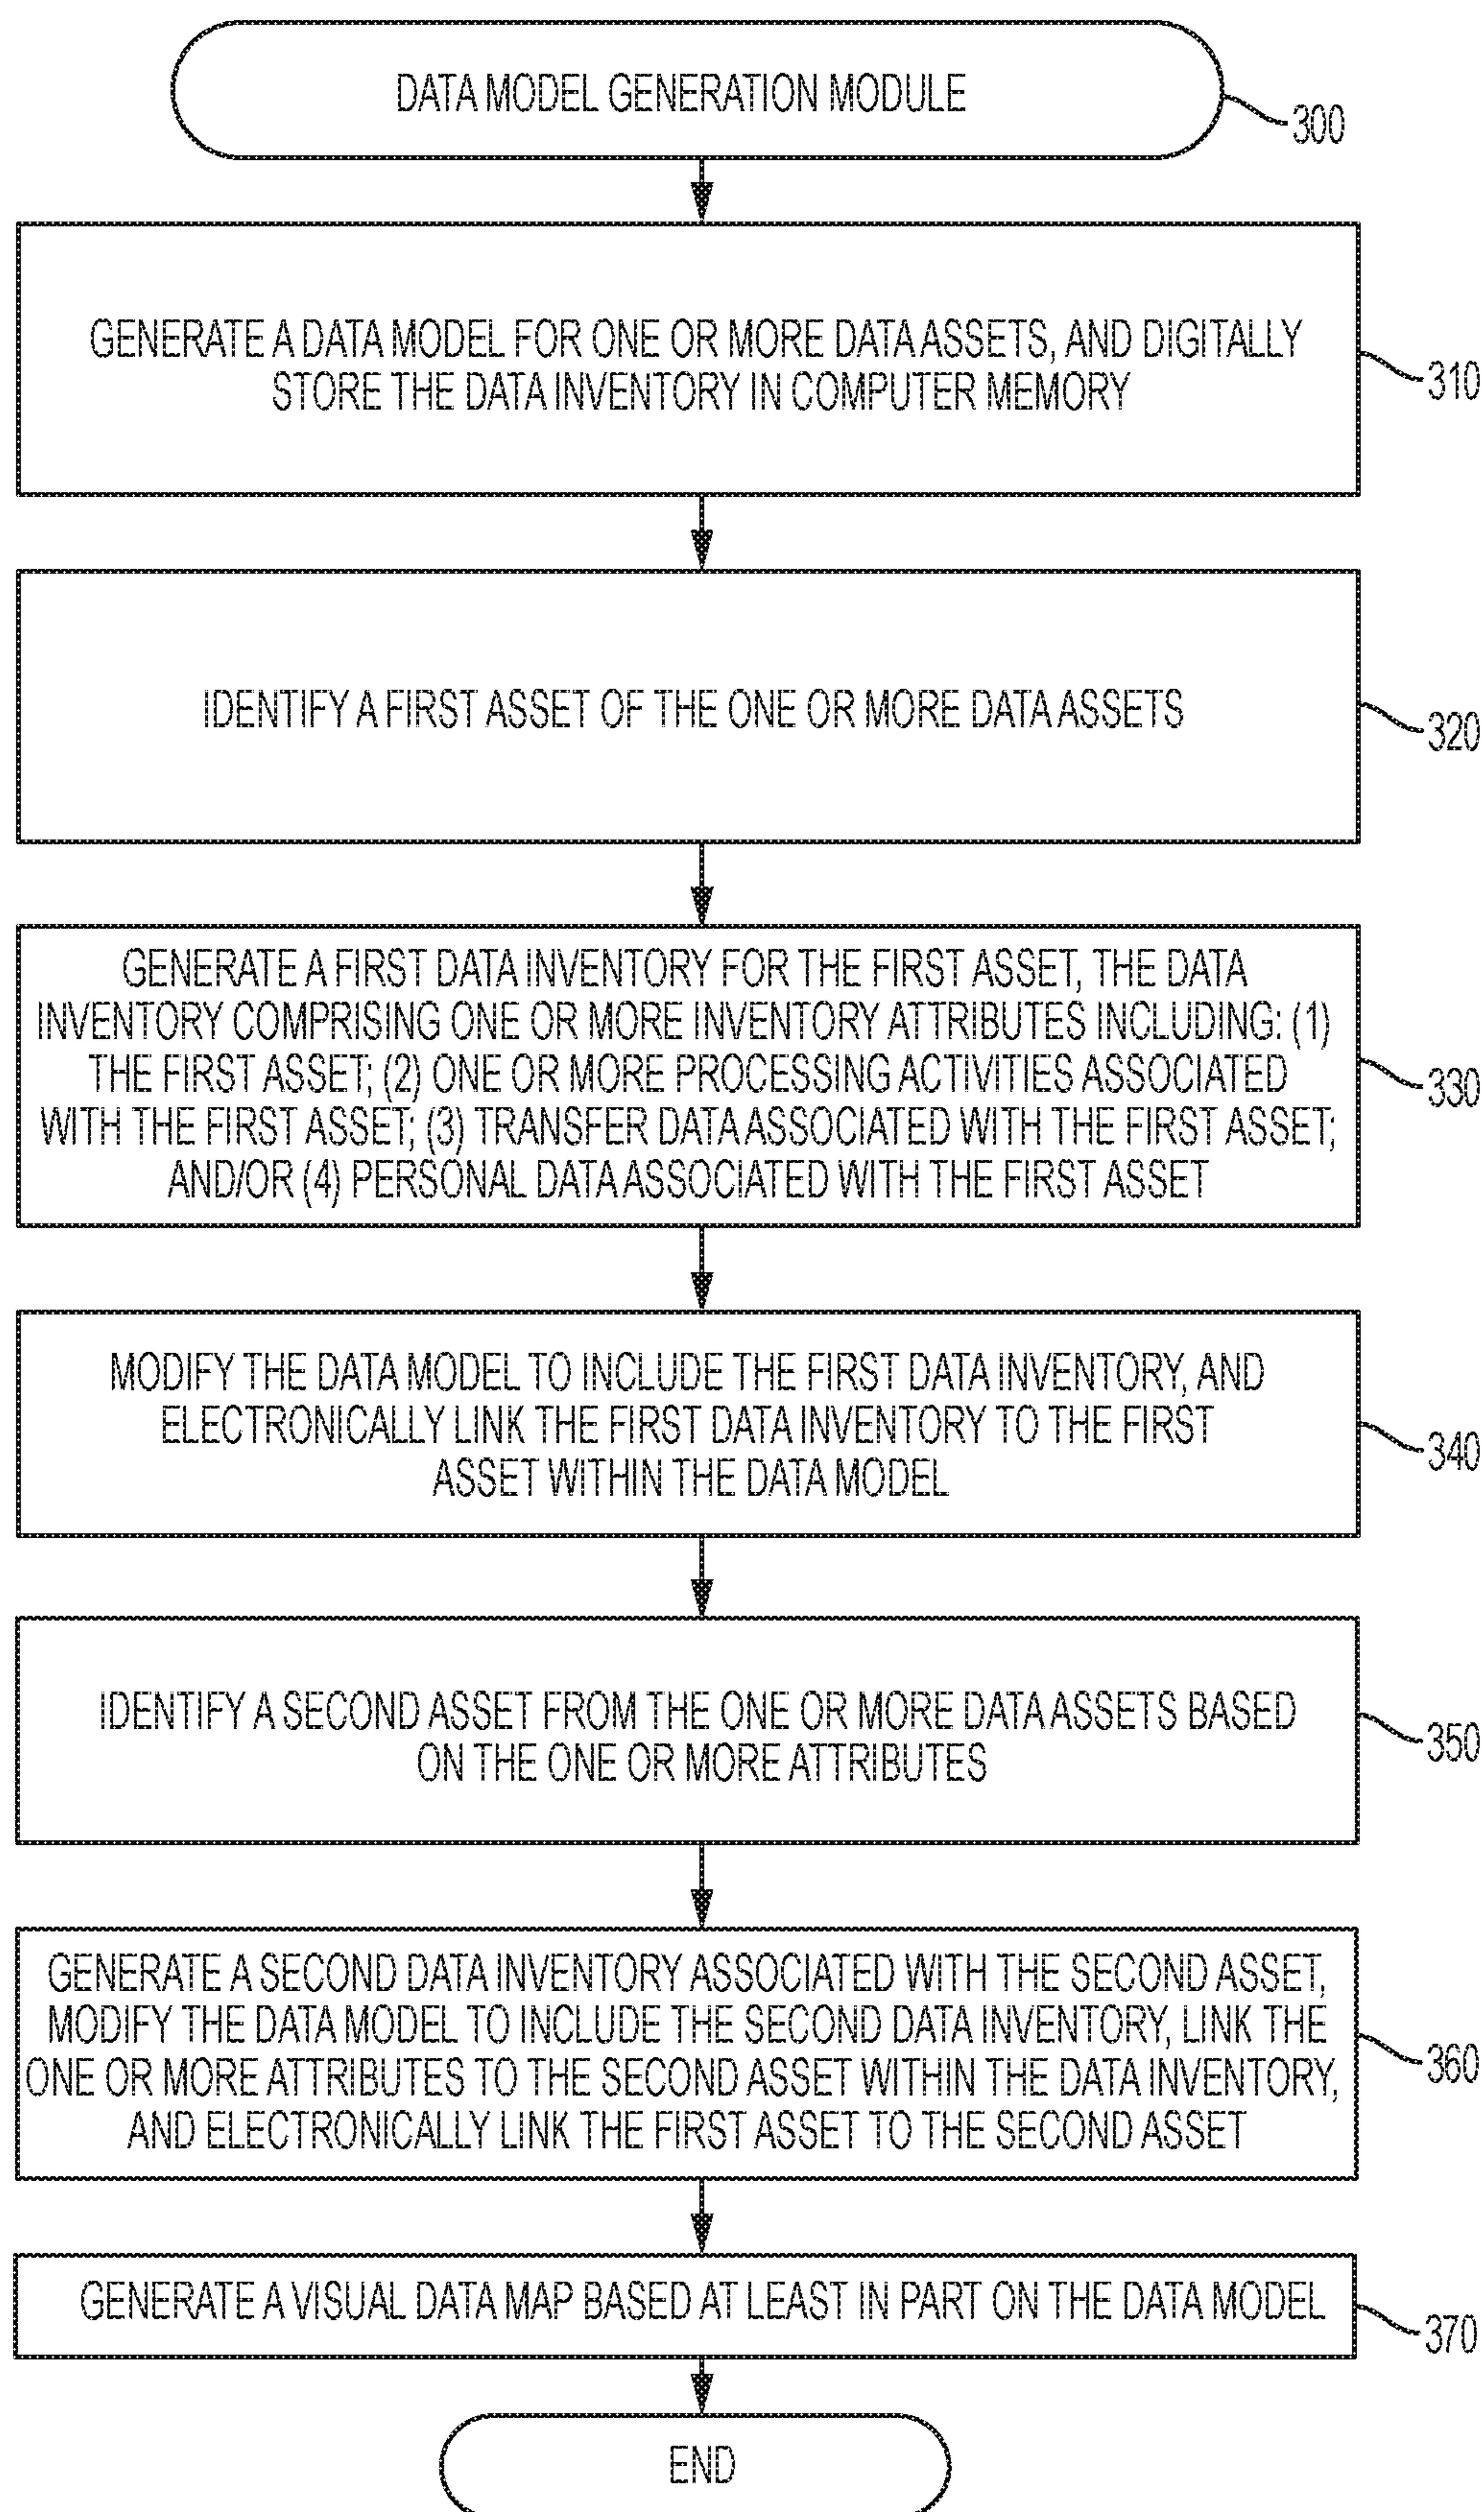 DATA MODEL GENERATION MODULE
300
GENERATE A DATA MODEL FOR ONE OR MORE DATA ASSETS, AND DIGITALLY
STORE THE DATA INVENTORY IN COMPUTER MEMORY
310
IDENTIFY A FIRST ASSET OF THE ONE OR MORE DATA ASSETS
320
GENERATE A FIRST DATA INVENTORY FOR THE FIRST ASSET, THE DATA
INVENTORY COMPRISING ONE OR MORE INVENTORY ATTRIBUTES INCLUDING: (1)
THE FIRST ASSET; (2) ONE OR MORE PROCESSING ACTIVITIES ASSOCIATED
WITH THE FIRST ASSET; (3) TRANSFER DATA ASSOCIATED WITH THE FIRST ASSET;
AND/OR (4) PERSONAL DATA ASSOCIATED WITH THE FIRST ASSET
330
MODIFY THE DATA MODEL TO INCLUDE THE FIRST DATA INVENTORY, AND
ELECTRONICALLY LINK THE FIRST DATA INVENTORY TO THE FIRST
ASSET WITHIN THE DATA MODEL
340
IDENTIFY A SECOND ASSET FROM THE ONE OR MORE DATA ASSETS BASED
ON THE ONE OR MORE ATTRIBUTES
350
GENERATE A SECOND DATA INVENTORY ASSOCIATED WITH THE SECOND ASSET,
MODIFY THE DATA MODEL TO INCLUDE THE SECOND DATA INVENTORY, LINK THE
ONE OR MORE ATTRIBUTES TO THE SECOND ASSET WITHIN THE DATA INVENTORY,
AND ELECTRONICALLY LINK THE FIRST ASSET TO THE SECOND ASSET
360
GENERATE A VISUAL DATA MAP BASED AT LEAST IN PART ON THE DATA MODEL
370
END